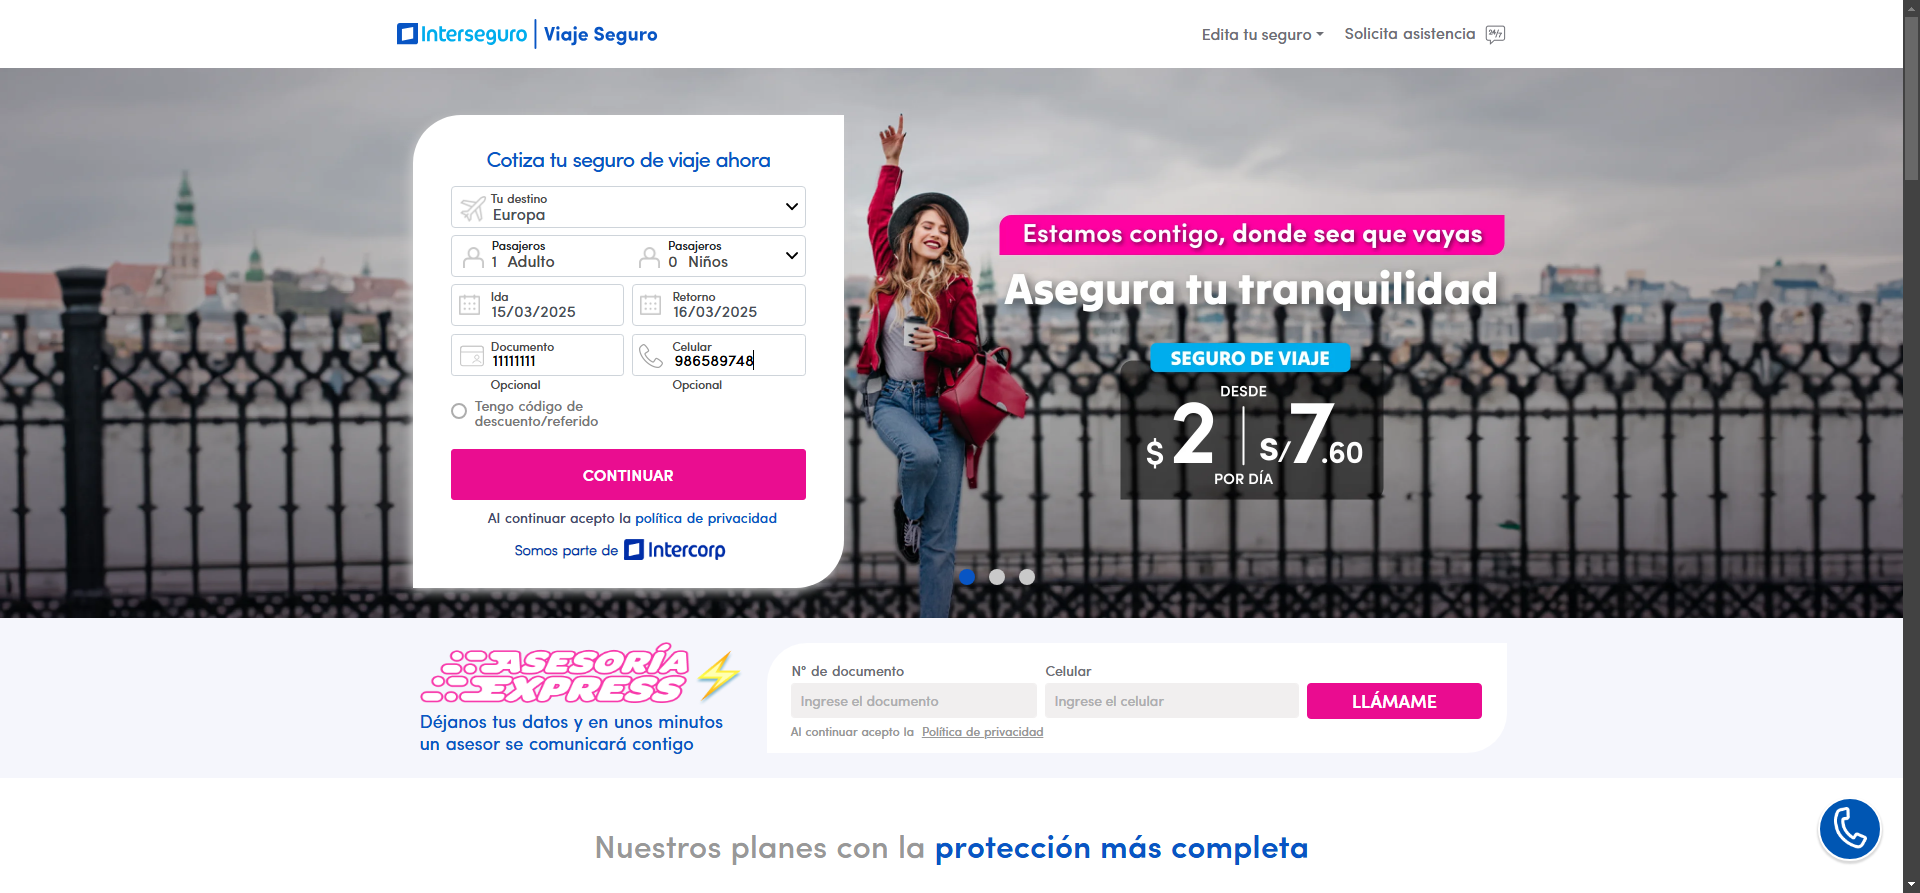 Interseguro | Viaje Seguro
Edita tu seguro
Solicita asistencia
24/7
Cotiza tu seguro de viaje ahora
Tu destino
Europa
Pasajeros
1 Adulto
Pasajeros
0 Niños
Ida
15/03/2025
Retorno
16/03/2025
Documento
11111111
Opcional
Celular
986589748
Opcional
Tengo código de
descuento/referido
CONTINUAR
Al continuar acepto la política de privacidad
Somos parte de Intercorp
Estamos contigo, donde sea que vayas
Asegura tu tranquilidad
SEGURO DE VIAJE
DESDE
$ 2 | S/7.60
POR DÍA
ASESORÍA
EXPRESS
Déjanos tus datos y en unos minutos
un asesor se comunicará contigo
N° de documento
Ingrese el documento
Celular
Ingrese el celular
LLÁMAME
Al continuar acepto la Política de privacidad
Nuestros planes con la protección más completa